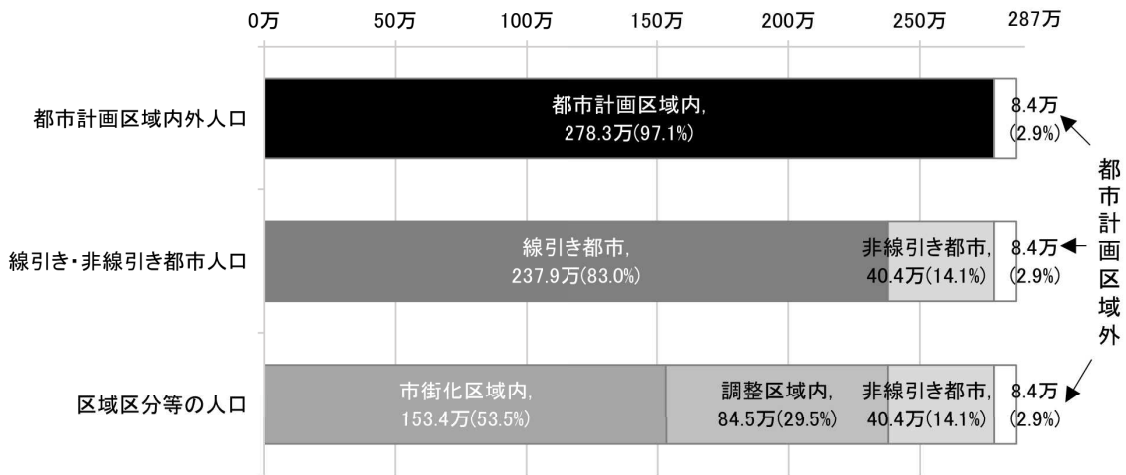 0万 50万 100万 150万 200万 250万 287万
都市計画区域内外人口
都市計画区域内,
278.3万(97.1%)
8.4万
(2.9%)
線引き・非線引き都市人口
線引き都市,
237.9万(83.0%)
非線引き都市,
40.4万(14.1%)
8.4万
(2.9%)
区域区分等の人口
市街化区域内,
153.4万(53.5%)
調整区域内,
84.5万(29.5%)
非線引き都市,
40.4万(14.1%)
8.4万
(2.9%)
都市計画区域外